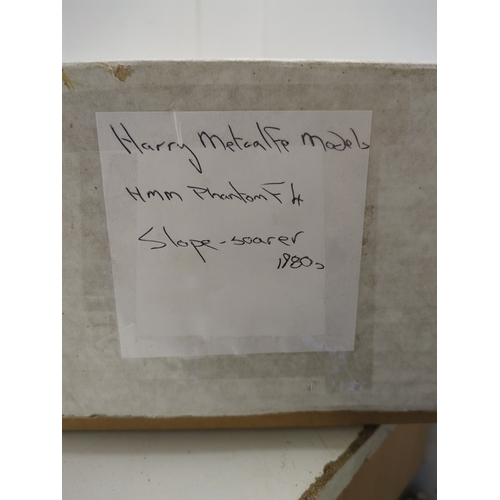 Harry Metcalfe Models
HMM Phantom F4
Slope-soarer
1980s